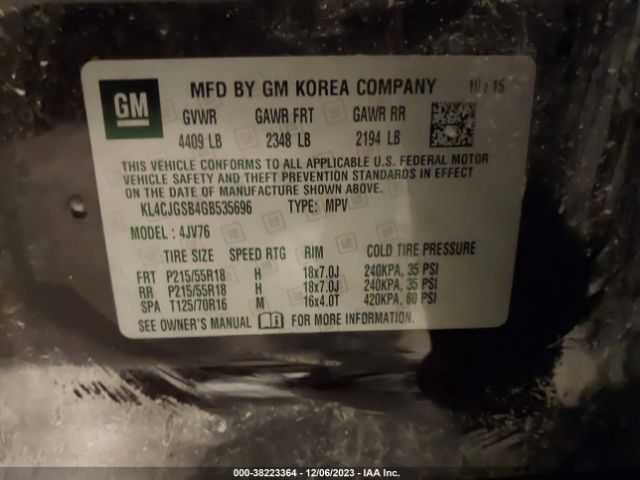 GM
MFD BY GM KOREA COMPANY 10/15
GVWR GAWR FRT GAWR RR
4409 LB 2348 LB 2194 LB
THIS VEHICLE CONFORMS TO ALL APPLICABLE U.S. FEDERAL MOTOR
VEHICLE SAFETY AND THEFT PREVENTION STANDARDS IN EFFECT
ON THE DATE OF MANUFACTURE SHOWN ABOVE.
KL4CJGSB4GB535696 TYPE: MPV
MODEL: 4JV76
TIRE SIZE SPEED RTG RIM COLD TIRE PRESSURE
FRT P215/55R18 H 18x7.0J 240KPA, 35 PSI
RR P215/55R18 H 18x7.0J 240KPA, 35 PSI
SPA T125/70R16 M 16x4.0T 420KPA, 60 PSI
SEE OWNER'S MANUAL FOR MORE INFORMATION.
000-38223364 - 12/06/2023 - IAA Inc.